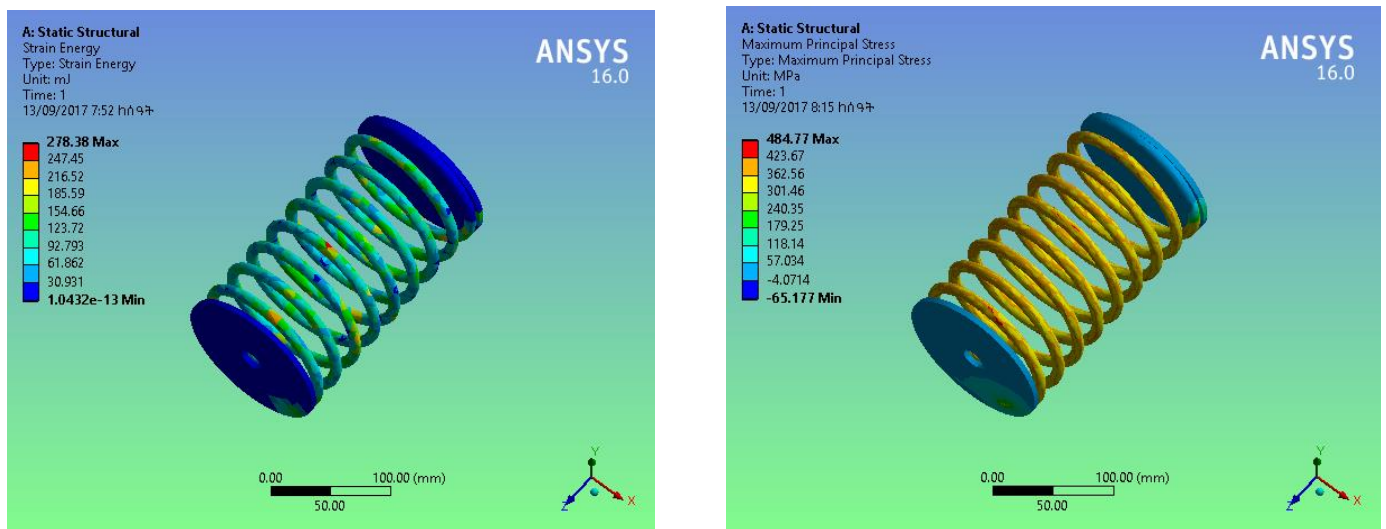 A: Static Structural
Strain Energy
Type: Strain Energy
Unit: mJ
Time: 1
13/09/2017 7:52 ከሰዓት
ANSYS
16.0
278.38 Max
247.45
216.52
185.59
154.66
123.72
92.793
61.862
30.931
1.0432e-13 Min
0.00
100.00 (mm)
50.00
Y
X
Z
A: Static Structural
Maximum Principal Stress
Type: Maximum Principal Stress
Unit: MPa
Time: 1
13/09/2017 8:15 ከሰዓት
ANSYS
16.0
484.77 Max
423.67
362.56
301.46
240.35
179.25
118.14
57.034
-4.0714
-65.177 Min
0.00
100.00 (mm)
50.00
Y
X
Z